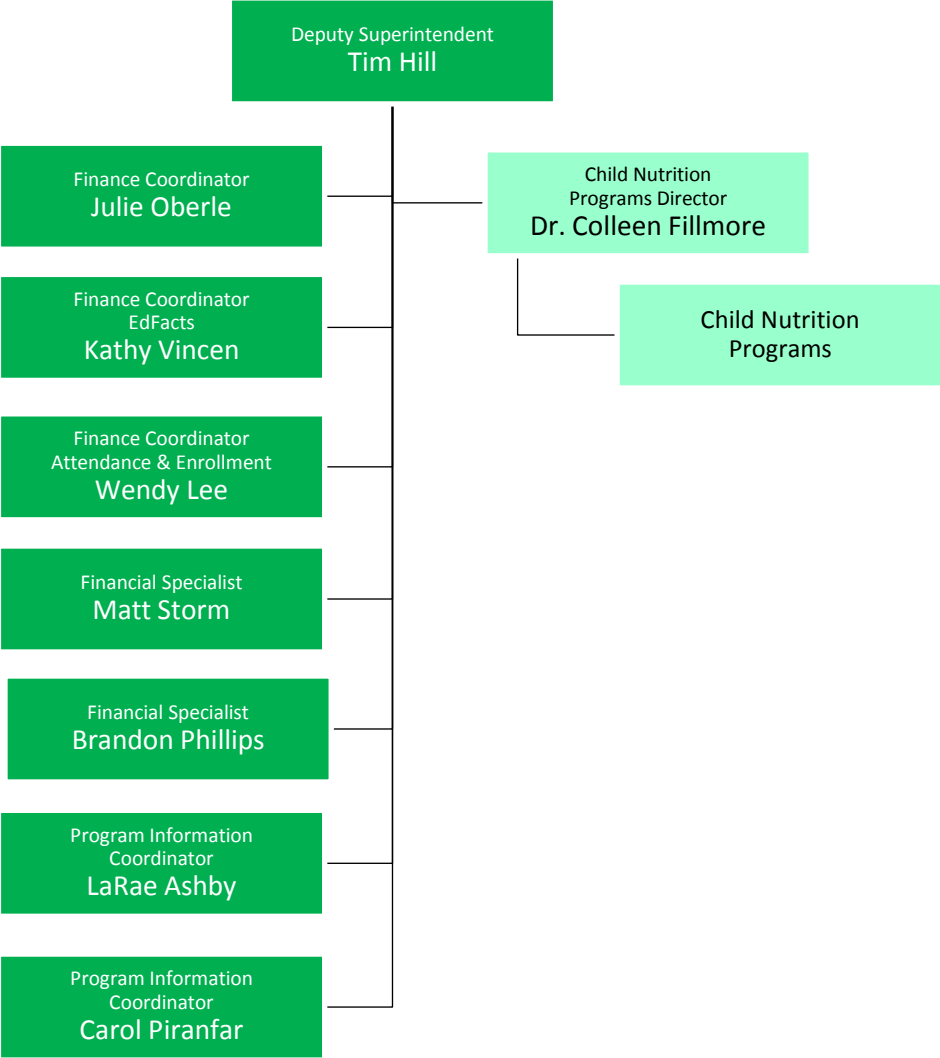 Deputy Superintendent
Tim Hill
Finance Coordinator
Julie Oberle
Child Nutrition
Programs Director
Dr. Colleen Fillmore
Finance Coordinator
EdFacts
Kathy Vincen
Child Nutrition
Programs
Finance Coordinator
Attendance & Enrollment
Wendy Lee
Financial Specialist
Matt Storm
Financial Specialist
Brandon Phillips
Program Information
Coordinator
LaRae Ashby
Program Information
Coordinator
Carol Piranfar